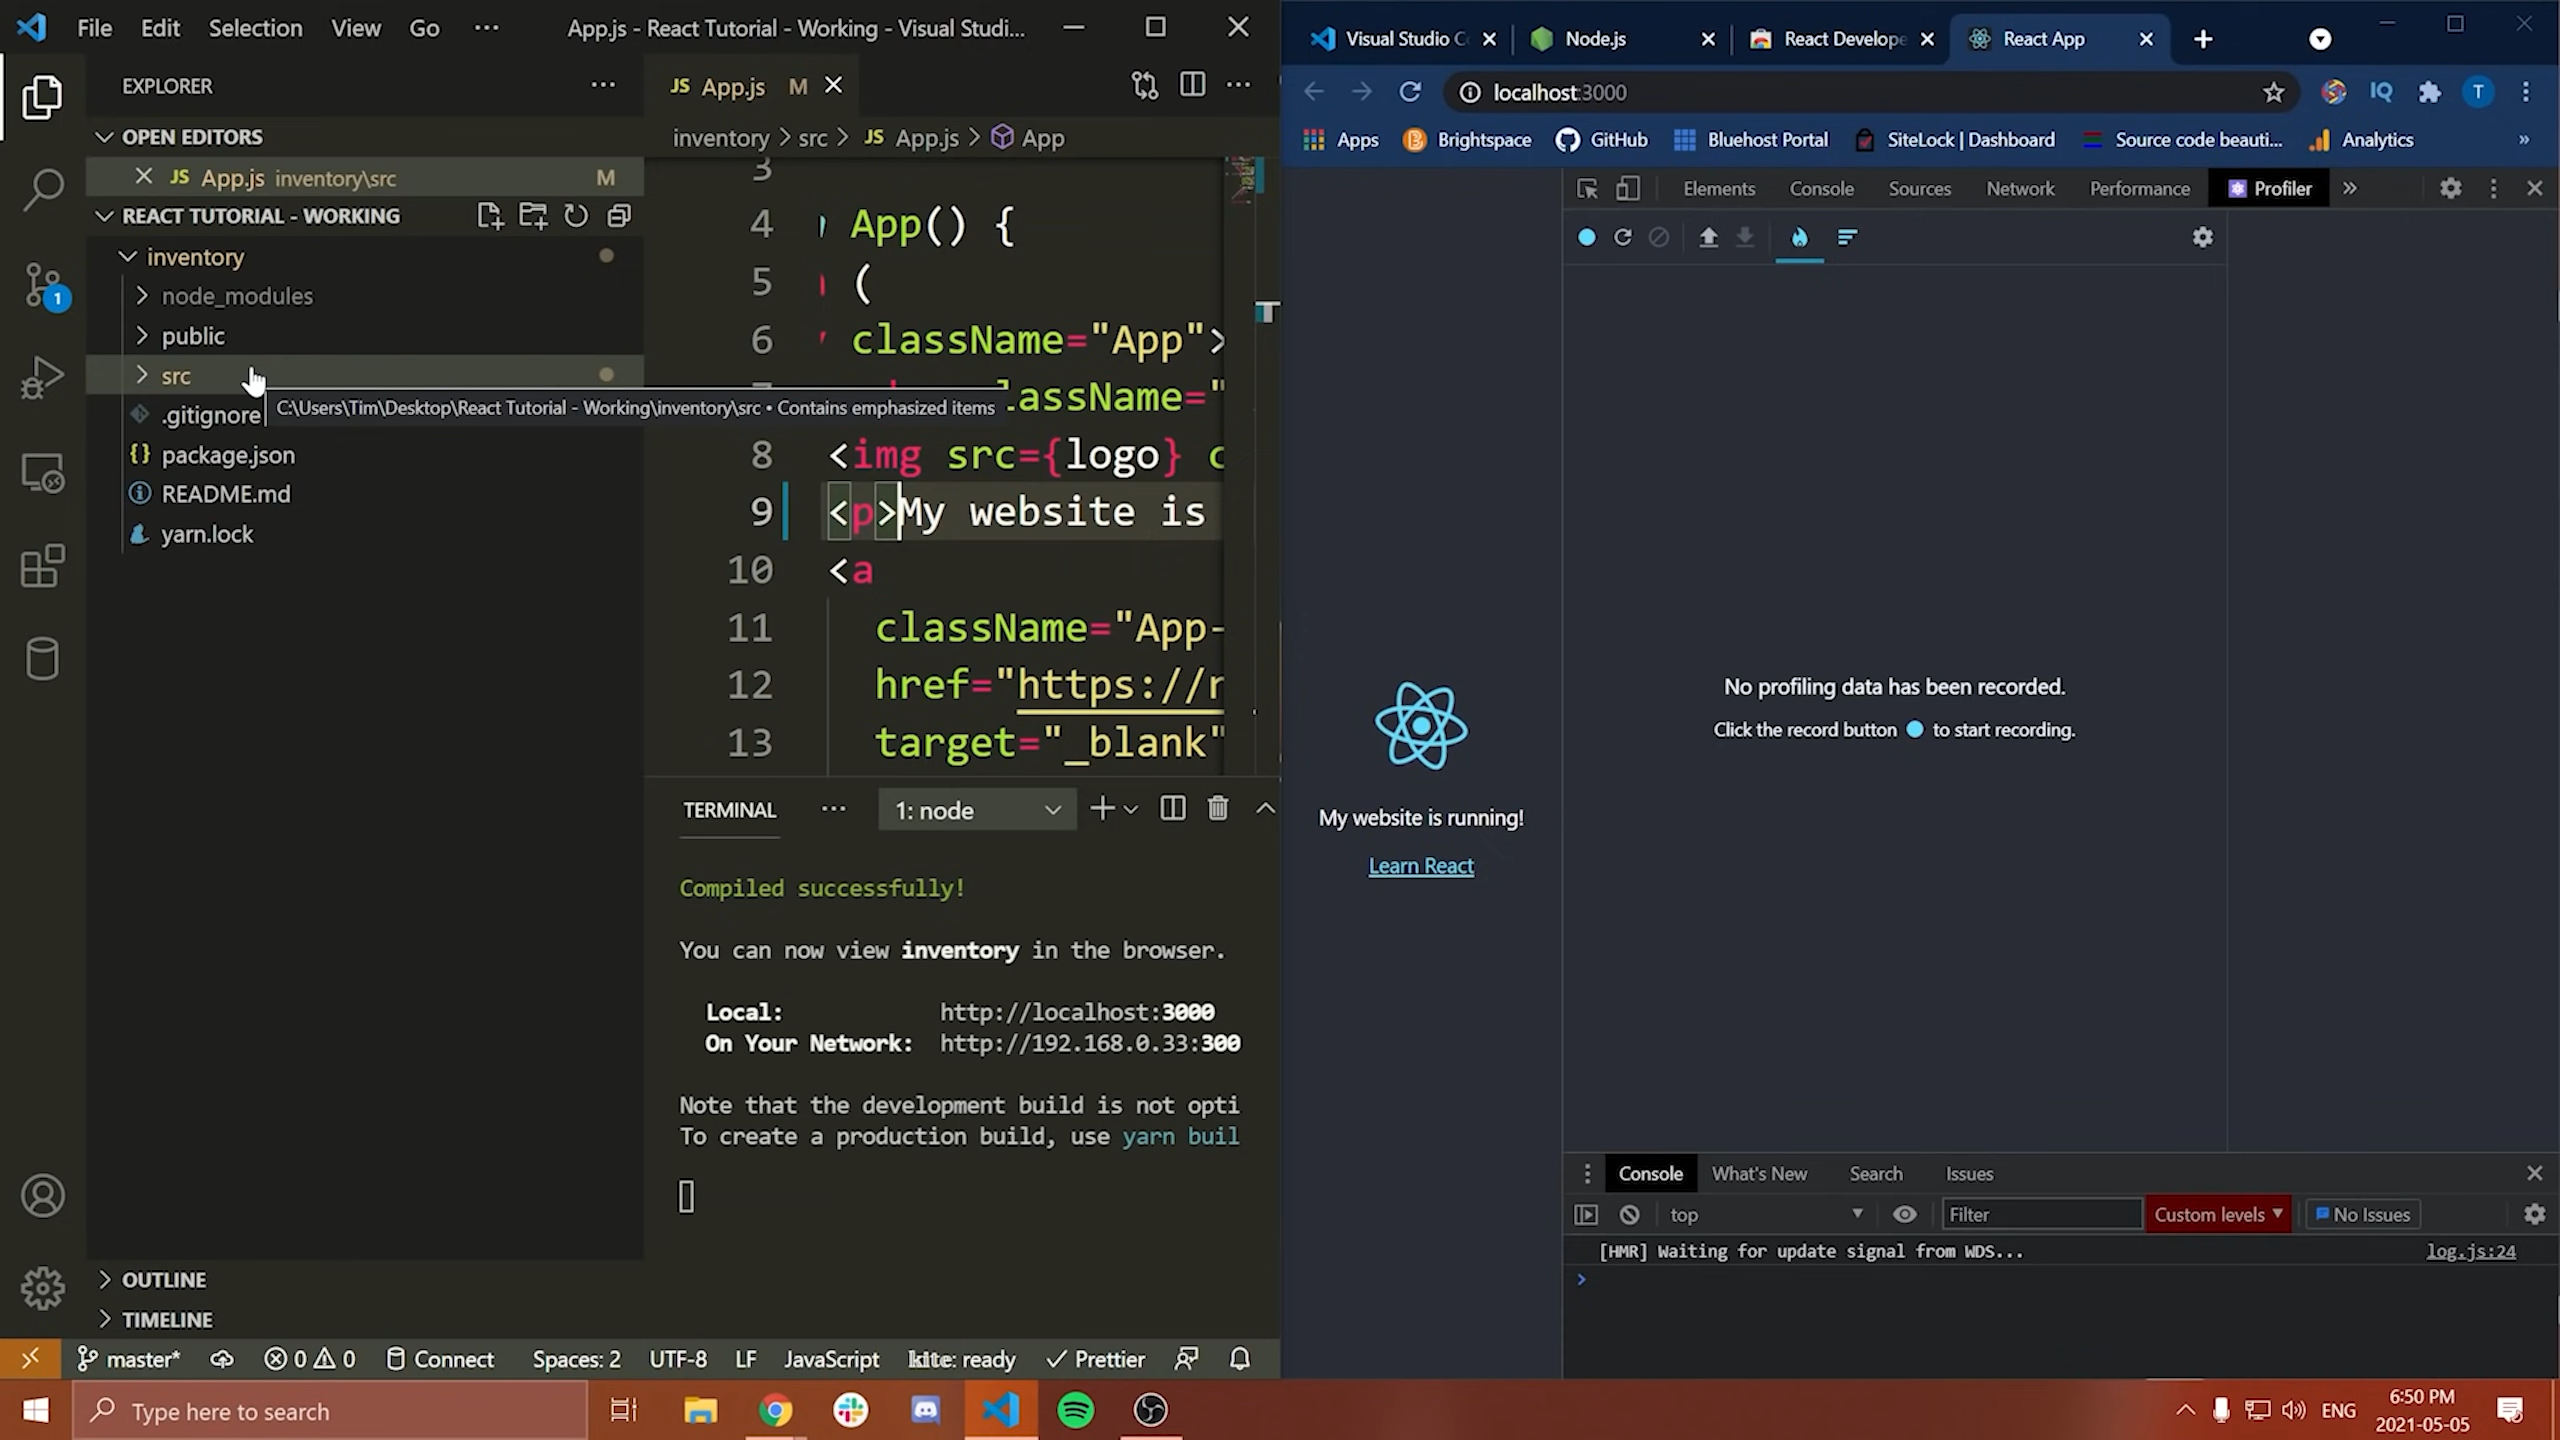 File Edit Selection View Go ··· App.js - React Tutorial - Working - Visual Studi...
EXPLORER
OPEN EDITORS
JS App.js inventory\src M
REACT TUTORIAL - WORKING
inventory
node_modules
public
src
C:\Users\Tim\Desktop\React Tutorial - Working\inventory\src • Contains emphasized items
.gitignore
package.json
README.md
yarn.lock
OUTLINE
TIMELINE
JS App.js M
inventory > src > JS App.js > App
3
4 App() {
5 (
6 className="App">
lassName="
8 <img src={logo} c
9 <p>My website is
10 <a
11 className="App-
12 href="https://r
13 target="_blank"
TERMINAL ··· 1: node
Compiled successfully!
You can now view inventory in the browser.
Local: http://localhost:3000
On Your Network: http://192.168.0.33:300
Note that the development build is not opti
To create a production build, use yarn buil
1
master* 0 0 Connect Spaces: 2 UTF-8 LF JavaScript kite: ready Prettier
Visual Studio C Node.js React Develope React App
localhost:3000
IQ T
Apps Brightspace GitHub Bluehost Portal SiteLock | Dashboard Source code beauti... Analytics »
Elements Console Sources Network Performance Profiler »
No profiling data has been recorded.
Click the record button to start recording.
My website is running!
Learn React
Console What's New Search Issues
top Filter Custom levels No Issues
[HMR] Waiting for update signal from WDS... log.js:24
Type here to search
ENG
6:50 PM
2021-05-05